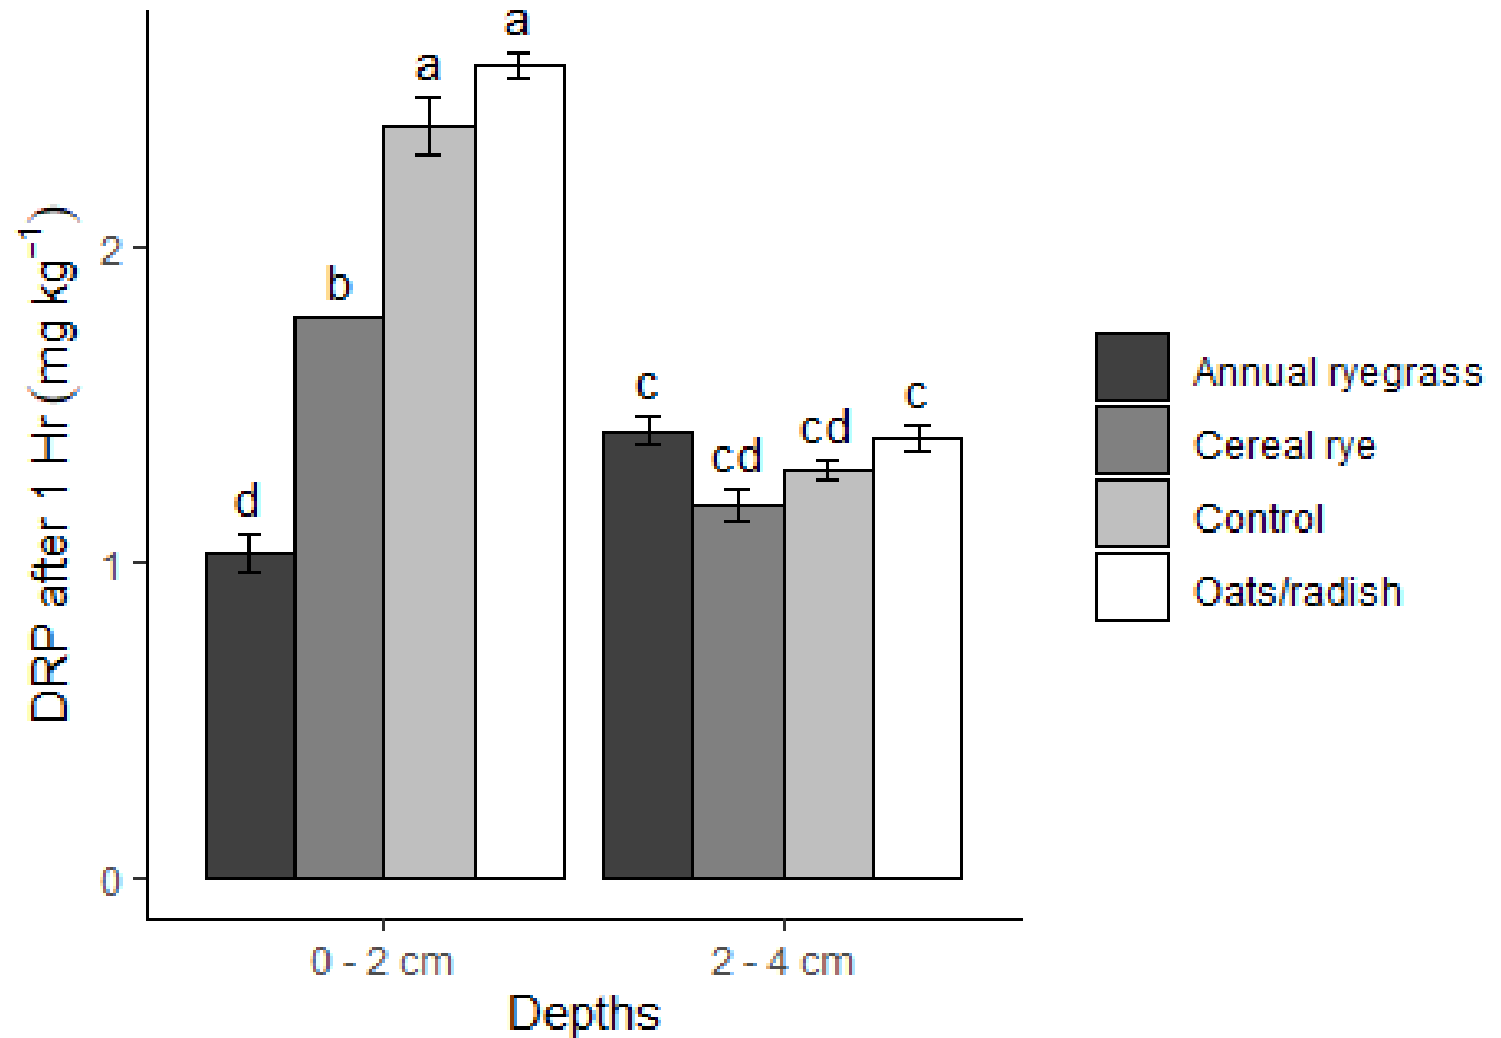 DRP after 1 Hr (mg kg⁻¹)
2
1
0
d
b
a
a
c
cd
cd
c
0 - 2 cm
2 - 4 cm
Depths
Annual ryegrass
Cereal rye
Control
Oats/radish